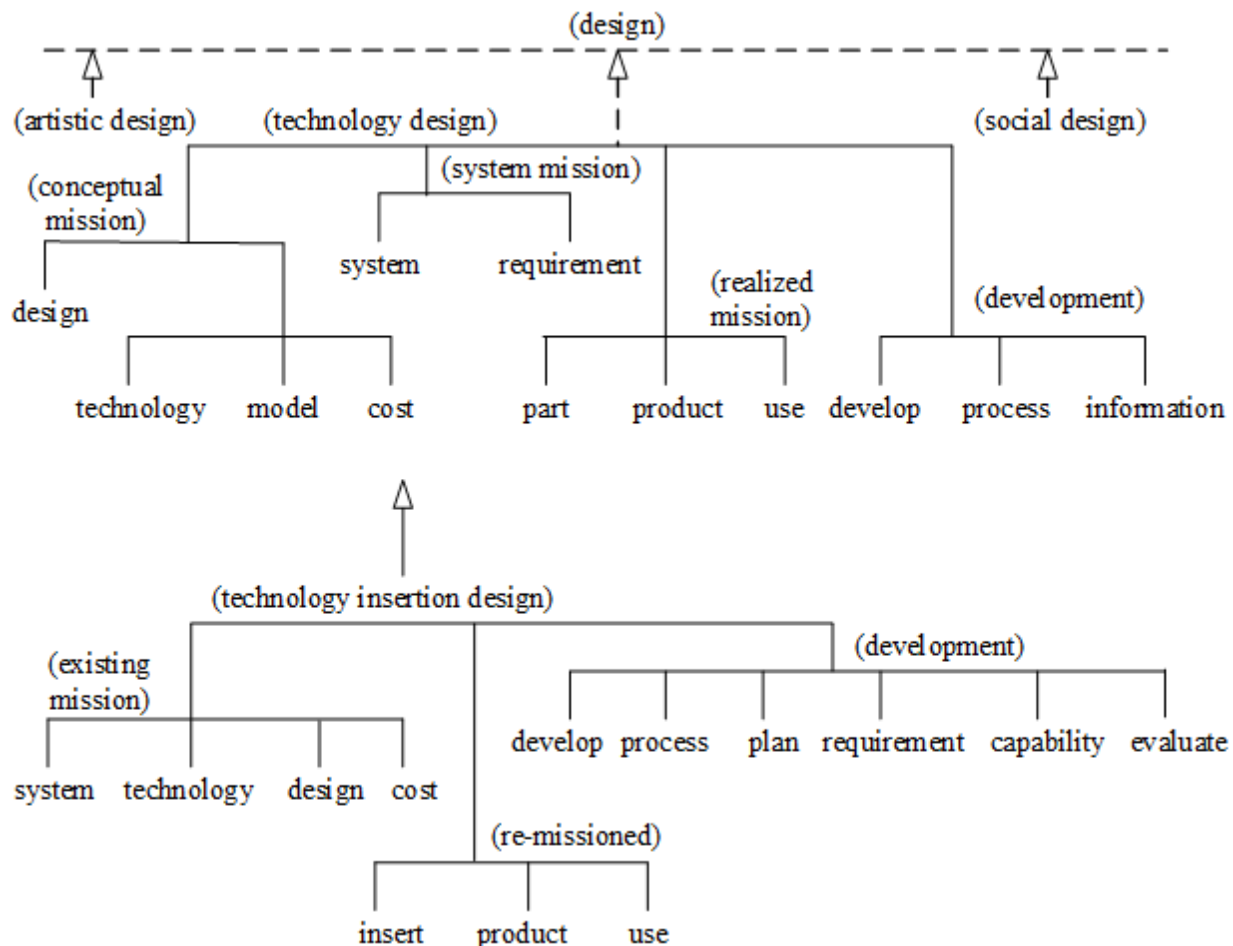 (design)
(artistic design) (technology design) (social design)
(system mission)
(conceptual
mission)
system requirement
design
(realized
mission)
(development)
technology model cost part product use develop process information
(technology insertion design)
(existing
mission)
(development)
develop process plan requirement capability evaluate
system technology design cost
(re-missioned)
insert product use